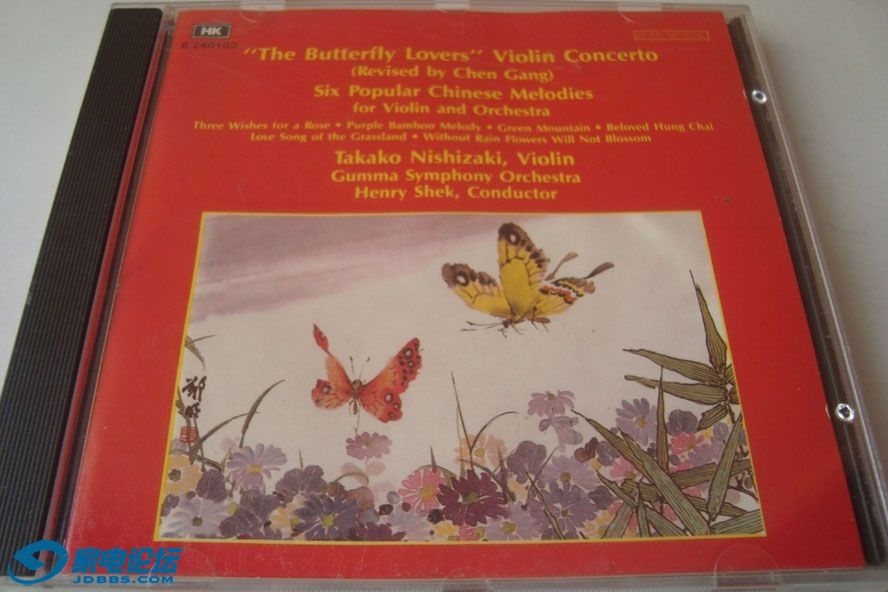 HK
8.240103
"The Butterfly Lovers" Violin Concerto
(Revised by Chen Gang)
Six Popular Chinese Melodies
for Violin and Orchestra
Three Wishes for a Rose • Purple Bamboo Melody • Green Mountain • Beloved Hung Chai
Love Song of the Grassland • Without Rain Flowers Will Not Blossom
Takako Nishizaki, Violin
Gumma Symphony Orchestra
Henry Shek, Conductor
家电论坛
JDBBS.COM